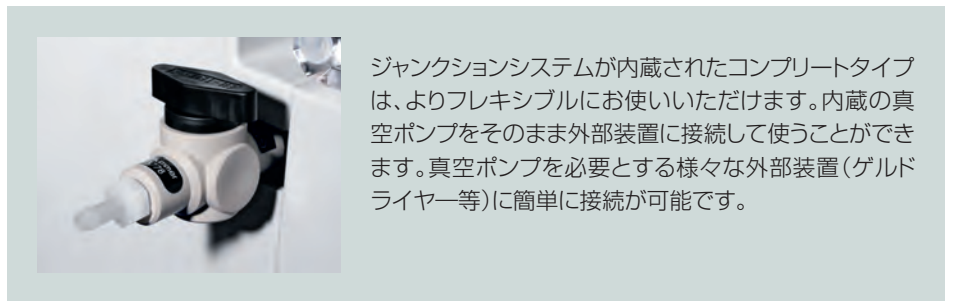 ジャンクションシステムが内蔵されたコンプリートタイプ
は、よりフレキシブルにお使いいただけます。内蔵の真
空ポンプをそのまま外部装置に接続して使うことができ
ます。真空ポンプを必要とする様々な外部装置（ゲルド
ライヤ―等）に簡単に接続が可能です。